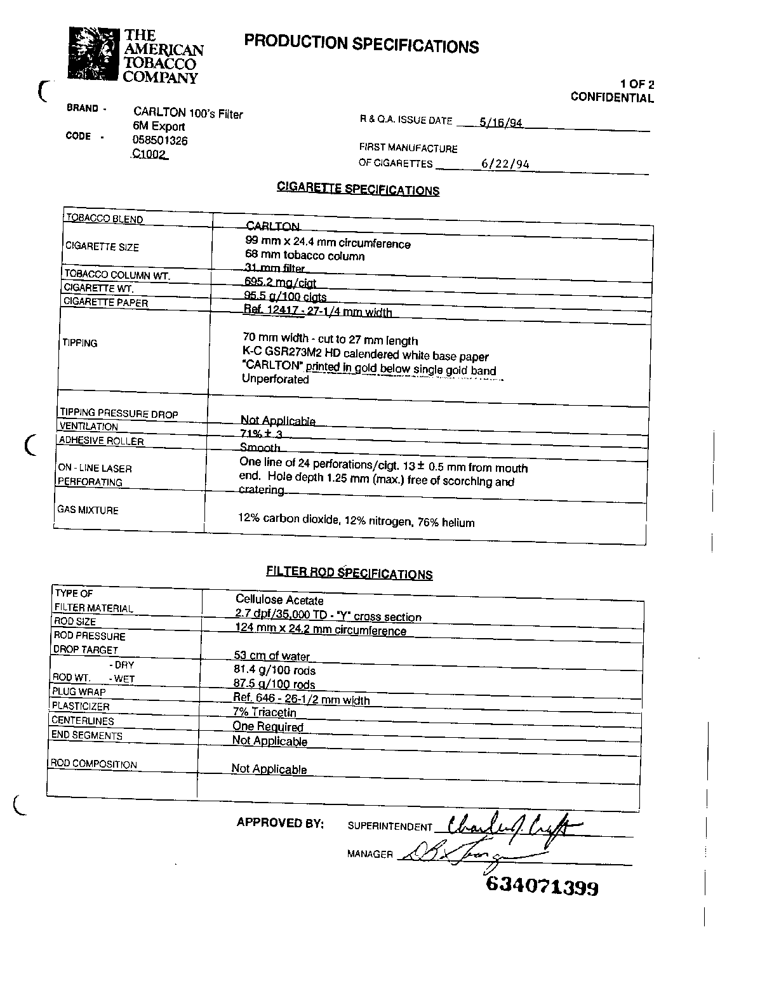 THE
AMERICAN
TOBACCO
COMPANY
PRODUCTION SPECIFICATIONS
1 OF 2
CONFIDENTIAL
BRAND - CARLTON 100's Filter
6M Export
CODE - 058501326
C1002
R & Q.A. ISSUE DATE 5/16/94
FIRST MANUFACTURE
OF CIGARETTES 6/22/94
CIGARETTE SPECIFICATIONS
TOBACCO BLEND CARLTON
CIGARETTE SIZE 99 mm x 24.4 mm circumference
68 mm tobacco column
31 mm filter
TOBACCO COLUMN WT. 695.2 mg/cigt
CIGARETTE WT. 95.5 g/100 cigts
CIGARETTE PAPER Ref. 12417 - 27-1/4 mm width
TIPPING 70 mm width - cut to 27 mm length
K-C GSR273M2 HD calendered white base paper
"CARLTON" printed in gold below single gold band
Unperforated
TIPPING PRESSURE DROP Not Applicable
VENTILATION 71% ± 3
ADHESIVE ROLLER Smooth
ON - LINE LASER One line of 24 perforations/cigt. 13 ± 0.5 mm from mouth
PERFORATING end. Hole depth 1.25 mm (max.) free of scorching and
cratering
GAS MIXTURE 12% carbon dioxide, 12% nitrogen, 76% helium
FILTER ROD SPECIFICATIONS
TYPE OF Cellulose Acetate
FILTER MATERIAL 2.7 dpf/35,000 TD - "Y" cross section
ROD SIZE 124 mm x 24.2 mm circumference
ROD PRESSURE
DROP TARGET 53 cm of water
- DRY 81.4 g/100 rods
ROD WT. - WET 87.5 g/100 rods
PLUG WRAP Ref. 646 - 26-1/2 mm width
PLASTICIZER 7% Triacetin
CENTERLINES One Required
END SEGMENTS Not Applicable
ROD COMPOSITION Not Applicable
APPROVED BY: SUPERINTENDENT
MANAGER
634071399